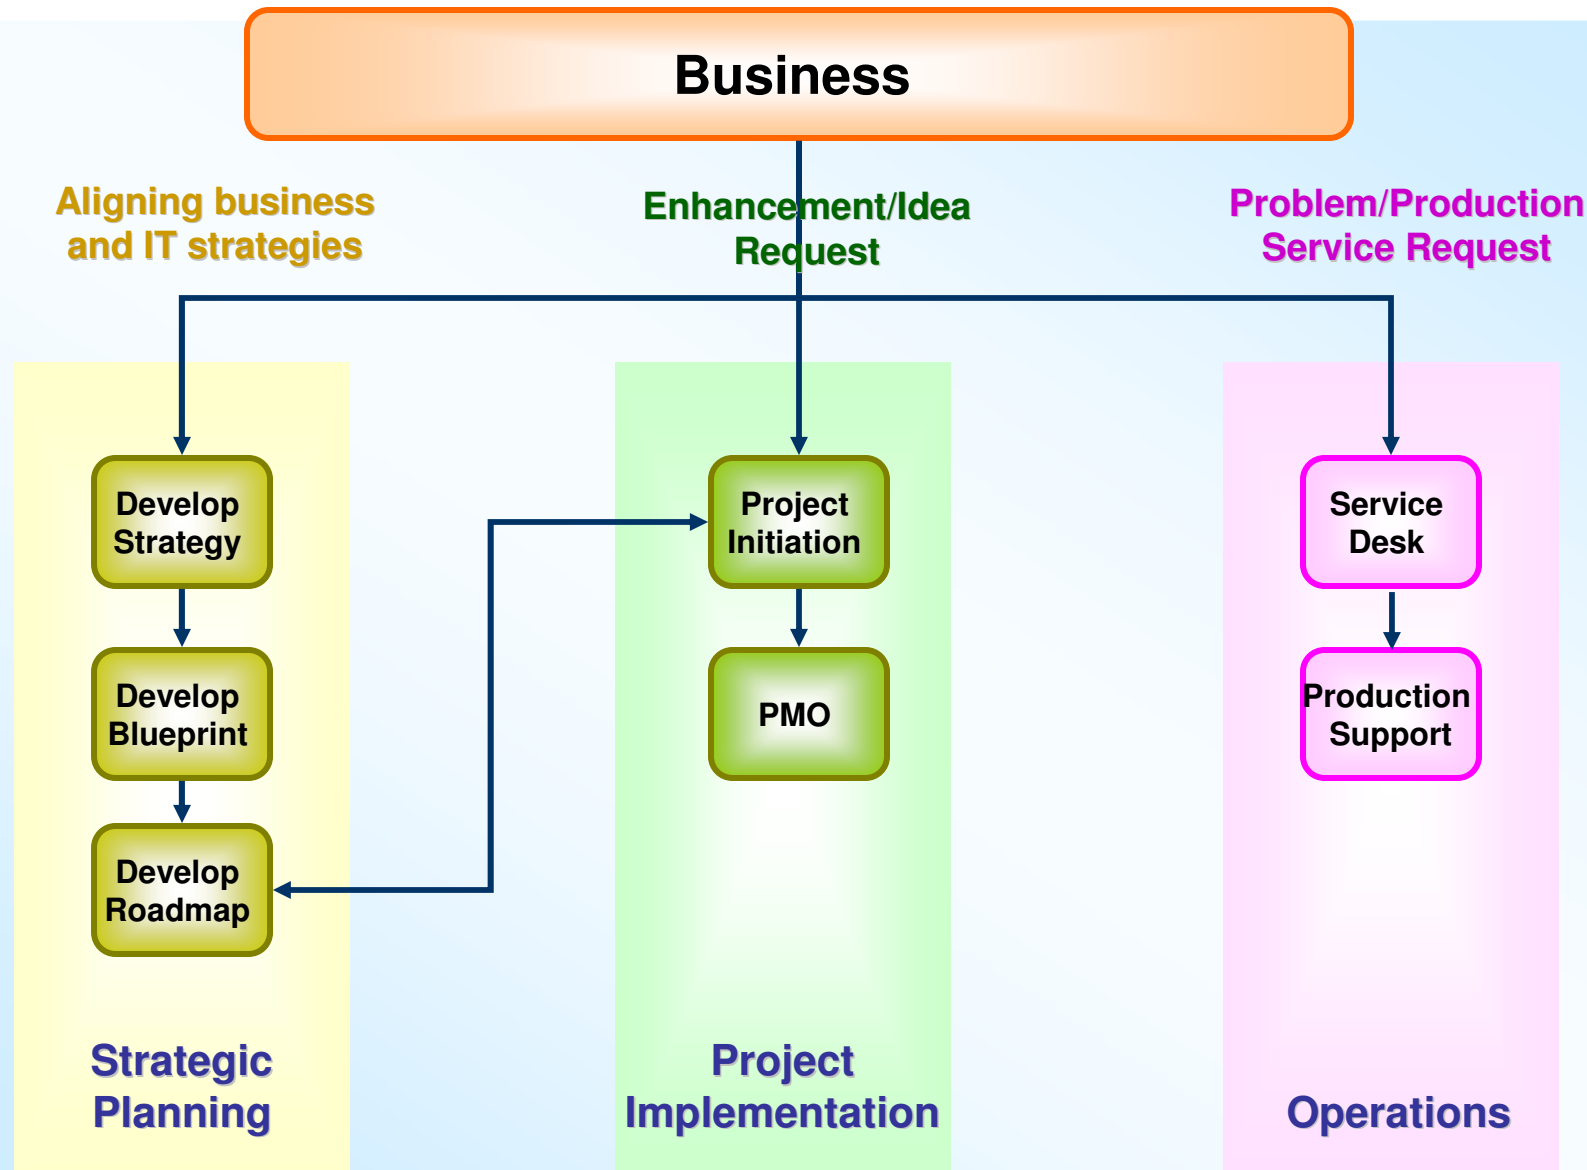 Business
Aligning business
and IT strategies
Enhancement/Idea
Request
Problem/Production
Service Request
Develop
Strategy
Develop
Blueprint
Develop
Roadmap
Strategic
Planning
Project
Initiation
PMO
Project
Implementation
Service
Desk
Production
Support
Operations